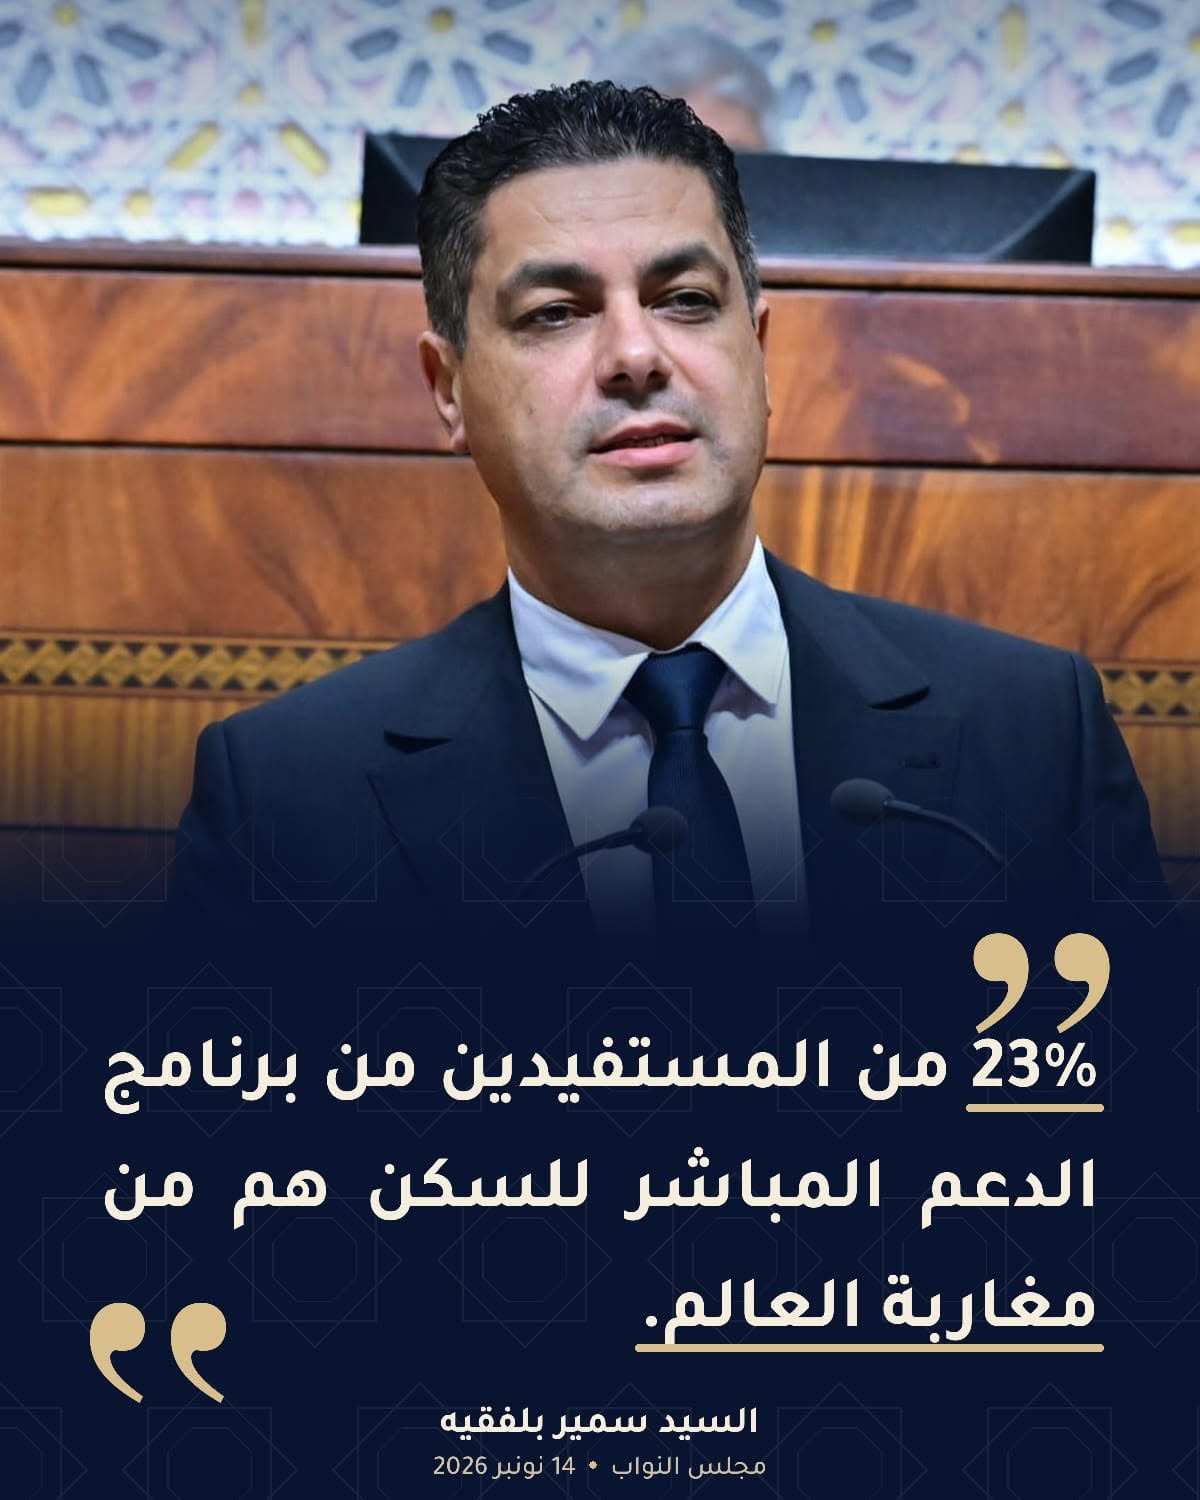 23% من المستفيدين من برنامج
الدعم المباشر للسكن هم من
مغاربة العالم.
السيد سمير بلفقيه
مجلس النواب • 14 نونبر 2026